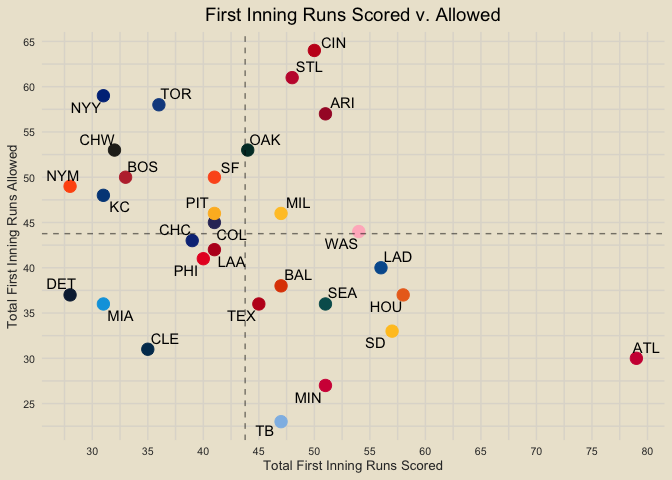 First Inning Runs Scored v. Allowed
65
60
55
50
45
40
35
30
25
Total First Inning Runs Allowed
CIN
STL
NYY
TOR
ARI
CHW
OAK
BOS
SF
NYM
KC
PIT
MIL
CHC
COL
WAS
PHI
LAA
LAD
DET
BAL
SEA
HOU
MIA
TEX
CLE
SD
ATL
MIN
TB
30
35
40
45
50
55
60
65
70
75
80
Total First Inning Runs Scored